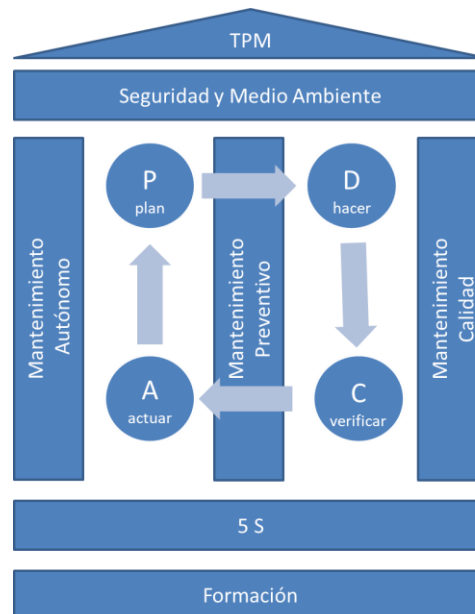 TPM
Seguridad y Medio Ambiente
Mantenimiento
Autónomo
P
plan
Mantenimiento
Preventivo
D
hacer
Mantenimiento
Calidad
A
actuar
C
verificar
5 S
Formación